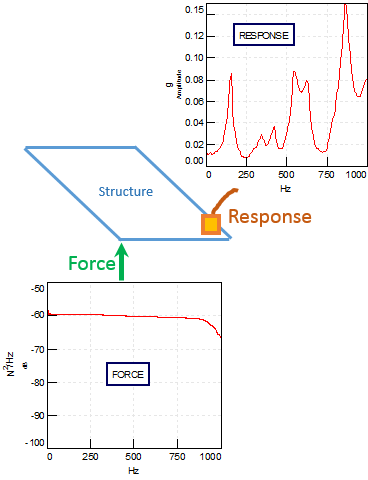 0.15
0.12
0.10
0.08
0.06
0.04
0.02
0.00
g
Amplitude
RESPONSE
0
250
500
750
1000
Hz
Structure
Response
Force
-50
-60
-70
-80
-90
-100
N²/Hz
dB
FORCE
0
250
500
750
1000
Hz